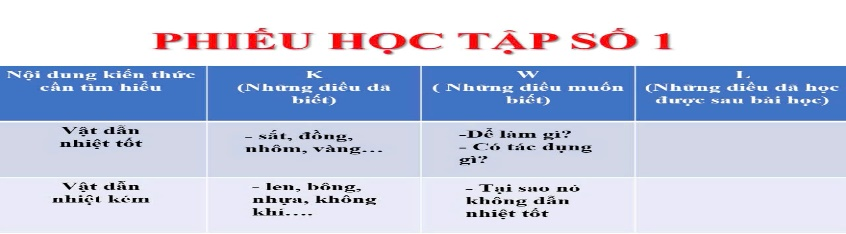 PHIẾU HỌC TẬP SỐ 1
Nội dung kiến thức
cần tìm hiểu
K
(Những điều đã
biết)
W
( Những điều muốn
biết)
L
(Những điều đã học
được sau bài học)
Vật dẫn
nhiệt tốt
- sắt, đồng,
nhôm, vàng...
-Dể làm gì?
- Có tác dụng
gì?
Vật dẫn
nhiệt kém
- len, bông,
nhựa, không
khí....
- Tại sao nó
không dẫn
nhiệt tốt